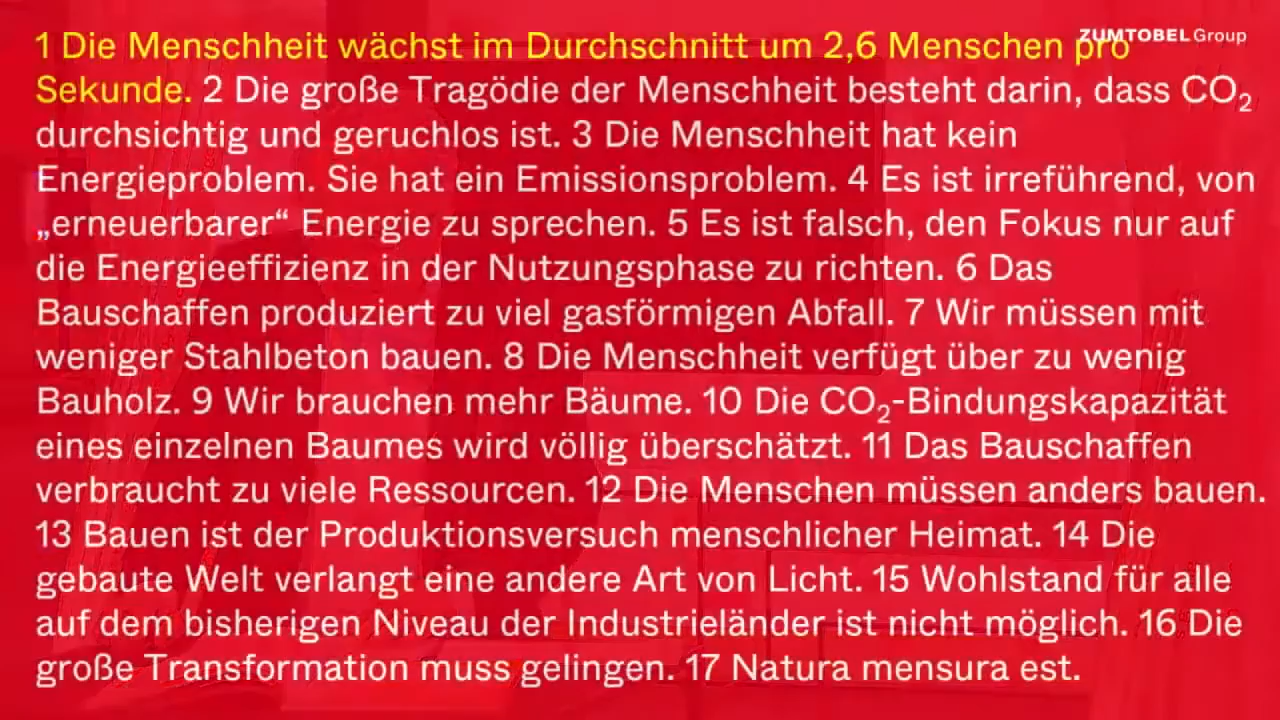 1 Die Menschheit wächst im Durchschnitt um 2,6 Menschen pro
ZUMTOBEL Group
Sekunde. 2 Die große Tragödie der Menschheit besteht darin, dass CO₂
durchsichtig und geruchlos ist. 3 Die Menschheit hat kein
Energieproblem. Sie hat ein Emissionsproblem. 4 Es ist irreführend, von
„erneuerbarer“ Energie zu sprechen. 5 Es ist falsch, den Fokus nur auf
die Energieeffizienz in der Nutzungsphase zu richten. 6 Das
Bauschaffen produziert zu viel gasförmigen Abfall. 7 Wir müssen mit
weniger Stahlbeton bauen. 8 Die Menschheit verfügt über zu wenig
Bauholz. 9 Wir brauchen mehr Bäume. 10 Die CO₂-Bindungskapazität
eines einzelnen Baumes wird völlig überschätzt. 11 Das Bauschaffen
verbraucht zu viele Ressourcen. 12 Die Menschen müssen anders bauen.
13 Bauen ist der Produktionsversuch menschlicher Heimat. 14 Die
gebaute Welt verlangt eine andere Art von Licht. 15 Wohlstand für alle
auf dem bisherigen Niveau der Industrieländer ist nicht möglich. 16 Die
große Transformation muss gelingen. 17 Natura mensura est.